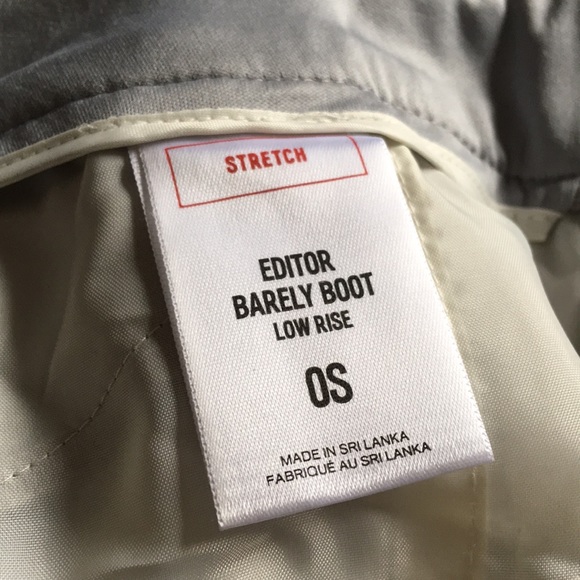 STRETCH
EDITOR
BARELY BOOT
LOW RISE
0S
MADE IN SRI LANKA
FABRIQUÉ AU SRI LANKA